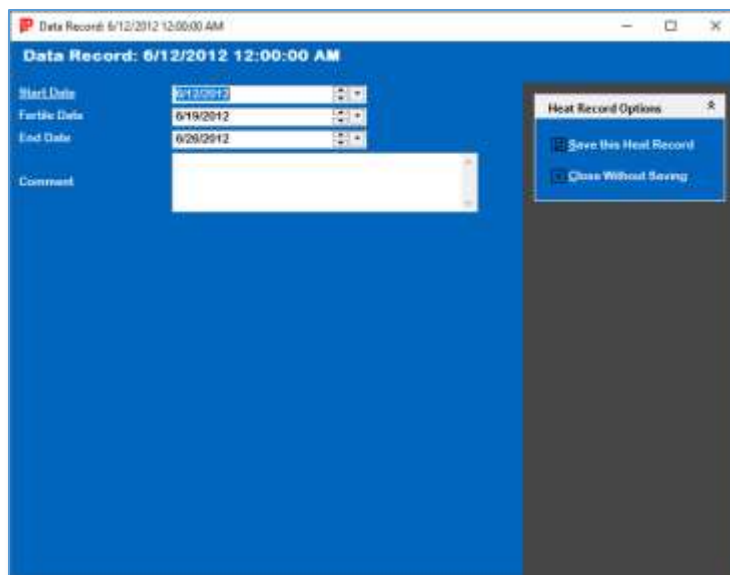 Data Record: 6/12/2012 12:00:00 AM
Data Record: 6/12/2012 12:00:00 AM
Start Date 6/12/2012
Fertile Date 6/19/2012
End Date 6/26/2012
Comment
Heat Record Options
Save this Heat Record
Close Without Saving